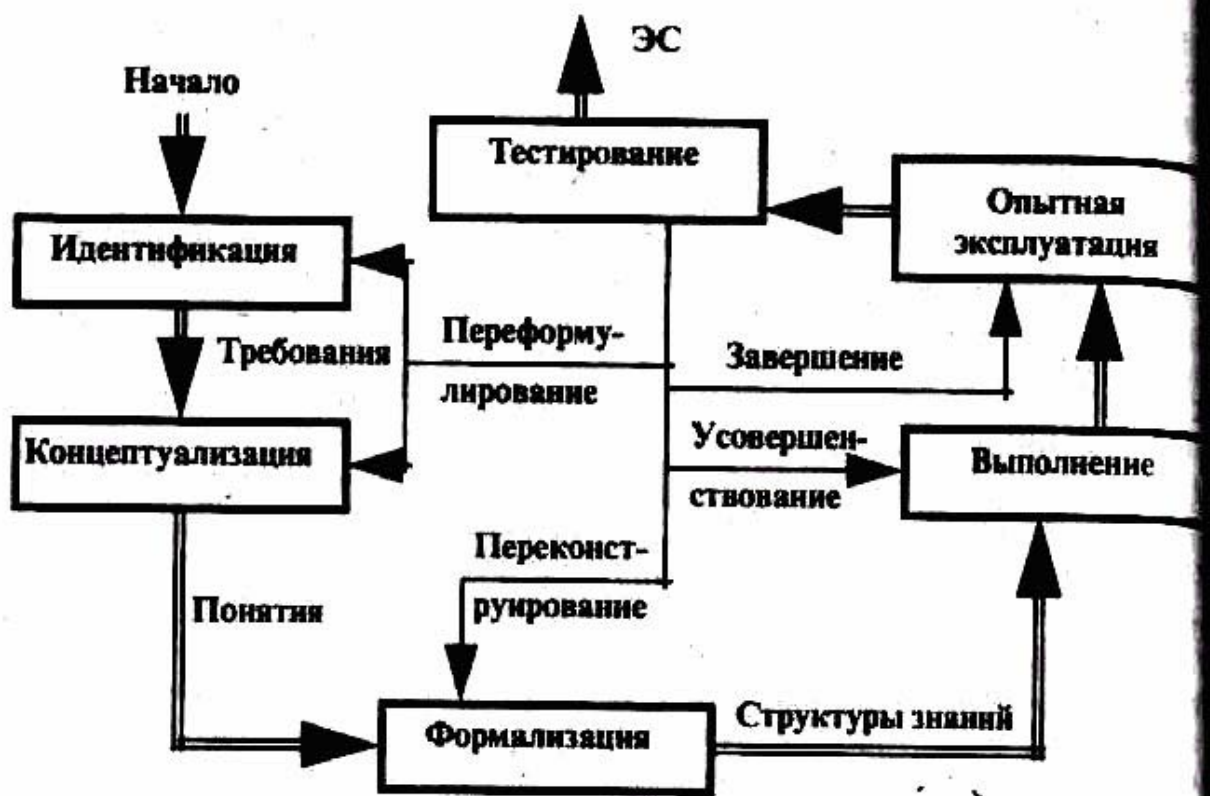 ЭС
Начало
Тестирование
Опытная
эксплуатация
Идентификация
Требования
Переформу-
лирование
Завершение
Концептуализация
Усовершен-
ствование
Выполнение
Переконст-
руирование
Понятия
Формализация
Структуры знаний